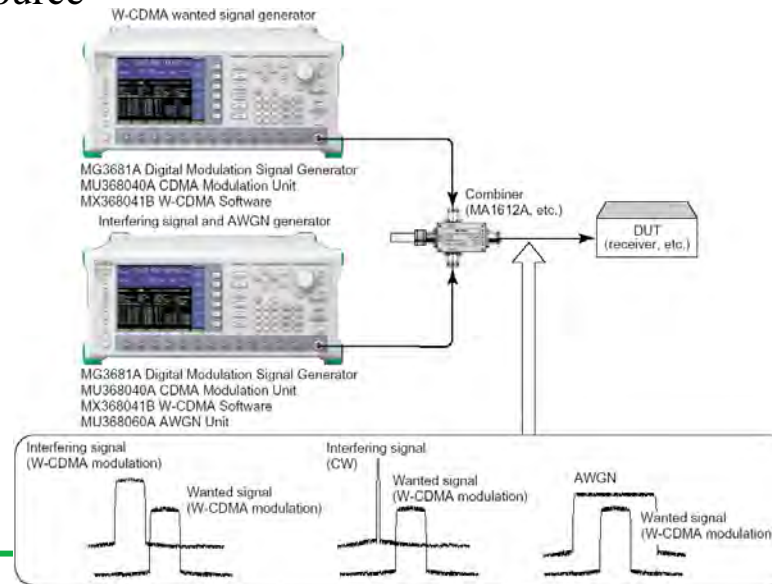 ource
W-CDMA wanted signal generator
MG3681A Digital Modulation Signal Generator
MU368040A CDMA Modulation Unit
MX368041B W-CDMA Software
Interfering signal and AWGN generator
MG3681A Digital Modulation Signal Generator
MU368040A CDMA Modulation Unit
MX368041B W-CDMA Software
MU368060A AWGN Unit
Combiner
(MA1612A, etc.)
DUT
(receiver, etc.)
Interfering signal
(W-CDMA modulation)
Wanted signal
(W-CDMA modulation)
Interfering signal
(CW)
Wanted signal
(W-CDMA modulation)
AWGN
Wanted signal
(W-CDMA modulation